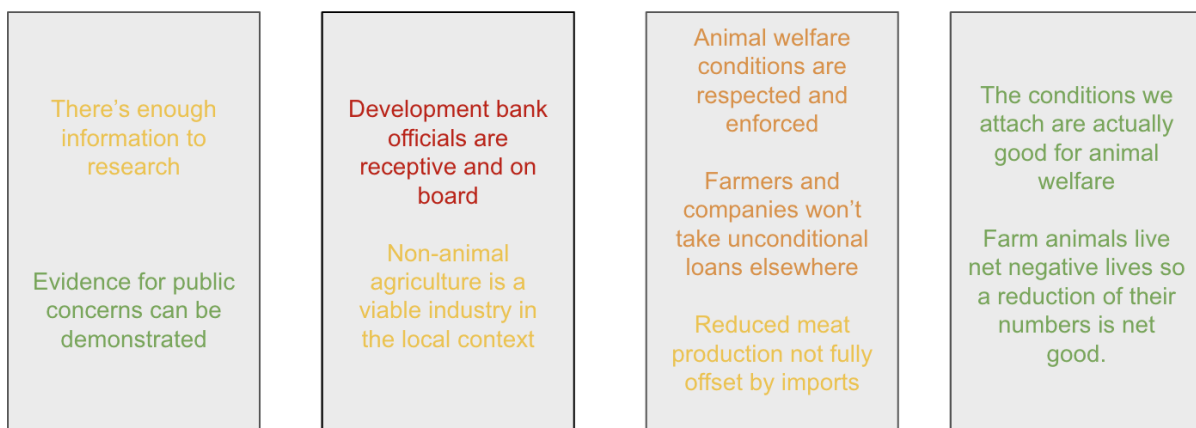 There's enough
information to
research
Evidence for public
concerns can be
demonstrated
Development bank
officials are
receptive and on
board
Non-animal
agriculture is a
viable industry in
the local context
Animal welfare
conditions are
respected and
enforced
Farmers and
companies won't
take unconditional
loans elsewhere
Reduced meat
production not fully
offset by imports
The conditions we
attach are actually
good for animal
welfare
Farm animals live
net negative lives so
a reduction of their
numbers is net
good.